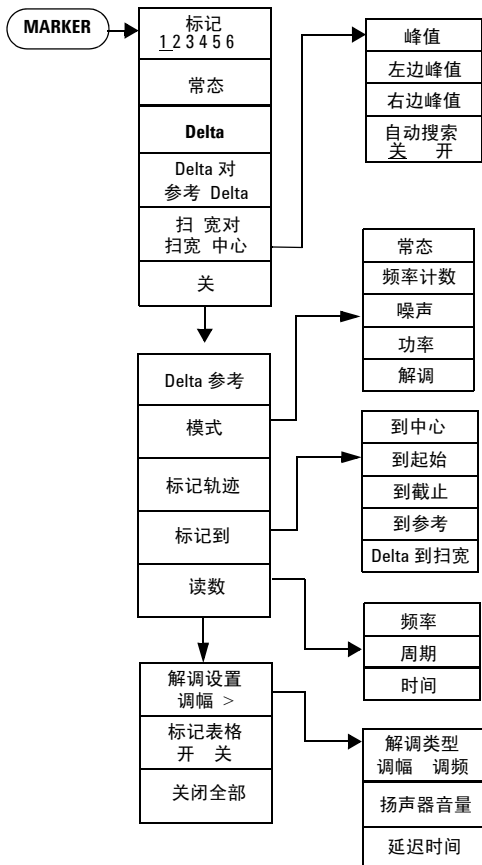 MARKER
标记
1 2 3 4 5 6
常态
Delta
Delta 对
参考 Delta
扫 宽对
扫宽 中心
关
峰值
左边峰值
右边峰值
自动搜索
关 开
Delta 参考
模式
标记轨迹
标记到
读数
常态
频率计数
噪声
功率
解调
到中心
到起始
到截止
到参考
Delta 到扫宽
频率
周期
时间
解调设置
调幅 >
标记表格
开 关
关闭全部
解调类型
调幅 调频
扬声器音量
延迟时间